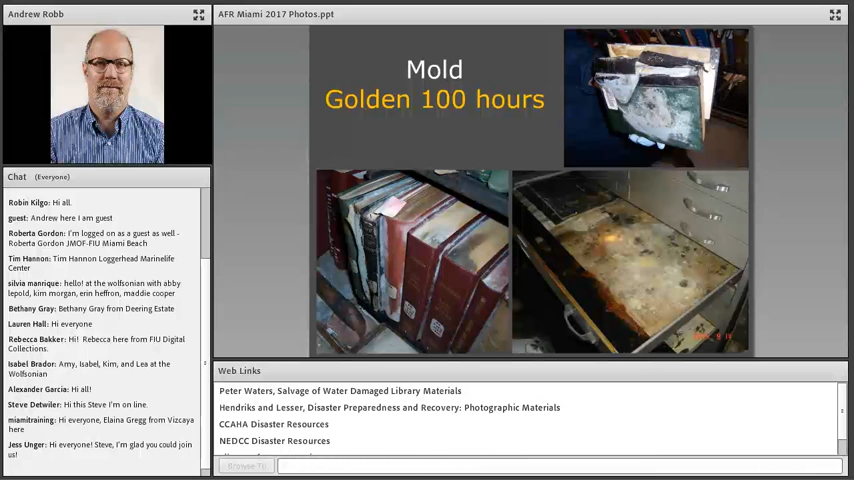 Andrew Robb
Chat (Everyone)
Robin Kilgo: Hi all.
guest: Andrew here I am guest
Roberta Gordon: I'm logged on as a guest as well -
Roberta Gordon JMOF-FIU Miami Beach
Tim Hannon: Tim Hannon Loggerhead Marinelife
Center
silvia manrique: hello! at the wolfsonian with abby
lepold, kim morgan, erin heffron, maddie cooper
Bethany Gray: Bethany Gray from Deering Estate
Lauren Hall: Hi everyone
Rebecca Bakker: Hi! Rebecca here from FIU Digital
Collections.
Isabel Brador: Amy, Isabel, Kim, and Lea at the
Wolfsonian
Alexander Garcia: Hi all!
Steve Detwiler: Hi this Steve I'm on line.
miamitraining: Hi everyone, Elaina Gregg from Vizcaya
here
Jess Unger: Hi everyone! Steve, I'm glad you could join
us!
AFR Miami 2017 Photos.ppt
Mold
Golden 100 hours
Web Links
Peter Waters, Salvage of Water Damaged Library Materials
Hendriks and Lesser, Disaster Preparedness and Recovery: Photographic Materials
CCAHA Disaster Resources
NEDCC Disaster Resources
Browse To